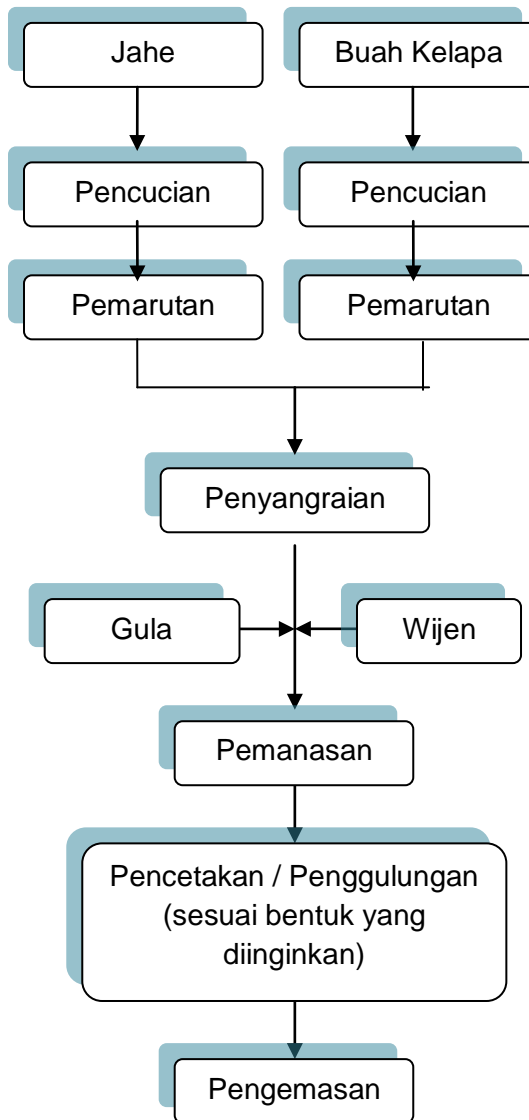 Jahe
Buah Kelapa
Pencucian
Pencucian
Pemarutan
Pemarutan
Penyangraian
Gula
Wijen
Pemanasan
Pencetakan / Penggulungan
(sesuai bentuk yang
diinginkan)
Pengemasan